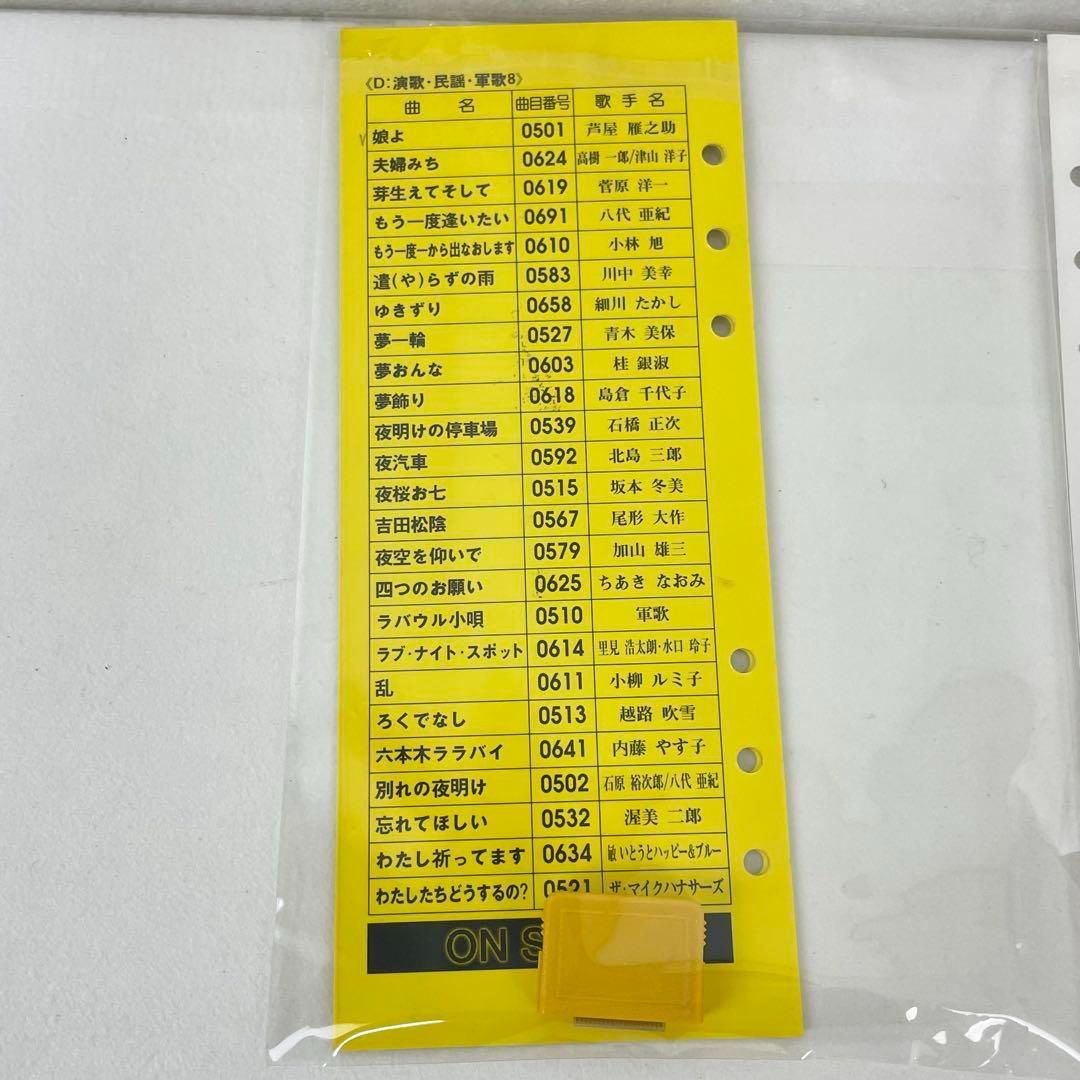 《D:演歌・民謡・軍歌8》
曲 名 曲目番号 歌手名
娘よ 0501 芦屋 雁之助
夫婦みち 0624 高樹 一郎/津山 洋子
芽生えてそして 0619 菅原 洋一
もう一度逢いたい 0691 八代 亜紀
もう一度一から出なおします 0610 小林 旭
遣(や)らずの雨 0583 川中 美幸
ゆきずり 0658 細川 たかし
夢一輪 0527 青木 美保
夢おんな 0603 桂 銀淑
夢飾り 0618 島倉 千代子
夜明けの停車場 0539 石橋 正次
夜汽車 0592 北島 三郎
夜桜お七 0515 坂本 冬美
吉田松陰 0567 尾形 大作
夜空を仰いで 0579 加山 雄三
四つのお願い 0625 ちあき なおみ
ラバウル小唄 0510 軍歌
ラブ・ナイト・スポット 0614 里見 浩太朗・水口 玲子
乱 0611 小柳 ルミ子
ろくでなし 0513 越路 吹雪
六本木ララバイ 0641 内藤 やす子
別れの夜明け 0502 石原 裕次郎/八代 亜紀
忘れてほしい 0532 渥美 二郎
わたし祈ってます 0634 敏いとうとハッピー&ブルー
わたしたちどうするの? 0521 ザ・マイクハナサーズ
ON S